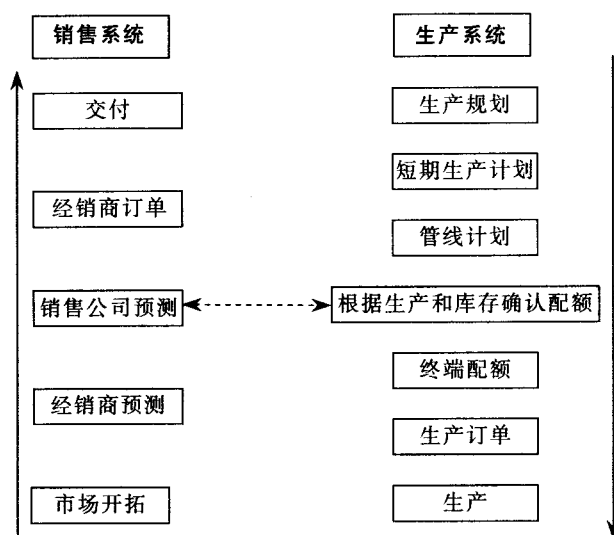 销售系统
生产系统
交付
生产规划
短期生产计划
经销商订单
管线计划
销售公司预测
根据生产和库存确认配额
终端配额
经销商预测
生产订单
市场开拓
生产